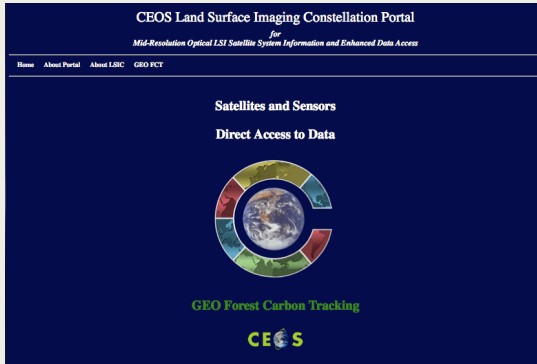 CEOS Land Surface Imaging Constellation Portal
for
Mid-Resolution Optical LSI Satellite System Information and Enhanced Data Access
Home About Portal About LSIC GEO FCT
Satellites and Sensors
Direct Access to Data
GEO Forest Carbon Tracking
CEOS